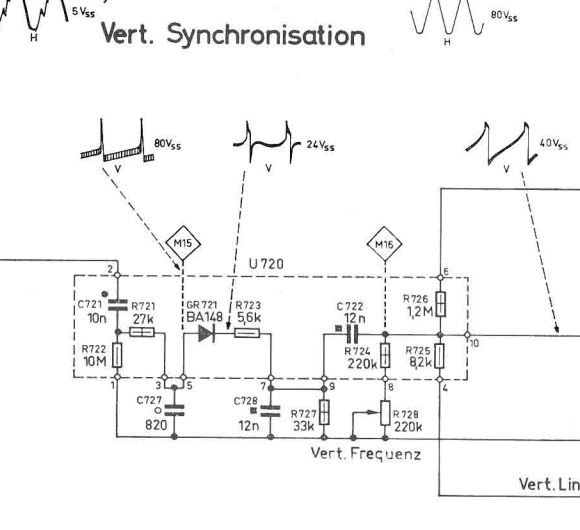 5Vss
80Vss
H
H
Vert. Synchronisation
80Vss
24Vss
40Vss
V
V
V
M15
M16
U720
2
6
C721
10n
R721
27k
GR721
BA148
R723
5,6k
C722
12n
R726
1,2M
10
R722
10M
R724
220k
R725
8,2k
1
3
5
7
9
8
4
C727
820
C728
12n
R727
33k
R728
220k
Vert. Frequenz
Vert. Lin